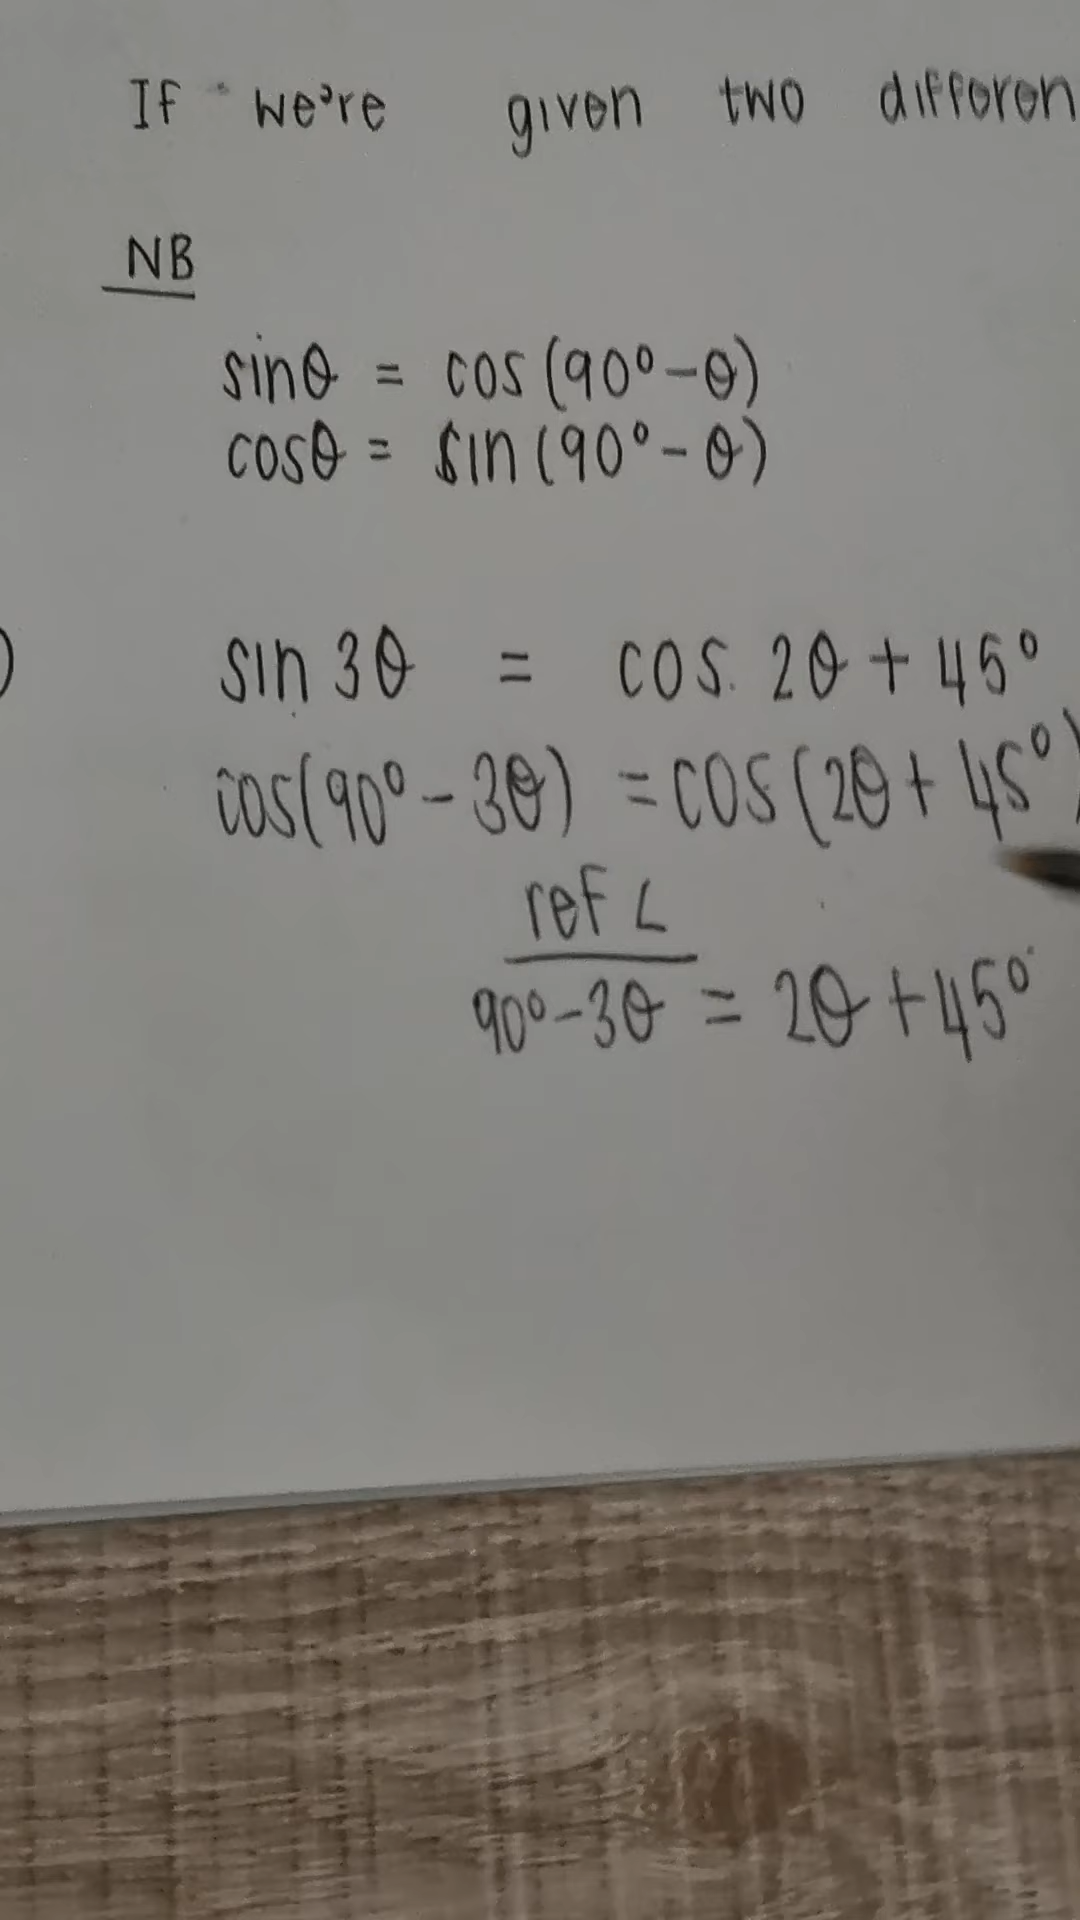 If we're given two differen
NB
sinθ = cos(90° - θ)
cosθ = sin(90° - θ)
) sin 3θ = cos. 2θ + 45°
cos(90° - 3θ) = cos(2θ + 45°)
ref ∠
90° - 3θ = 2θ + 45°